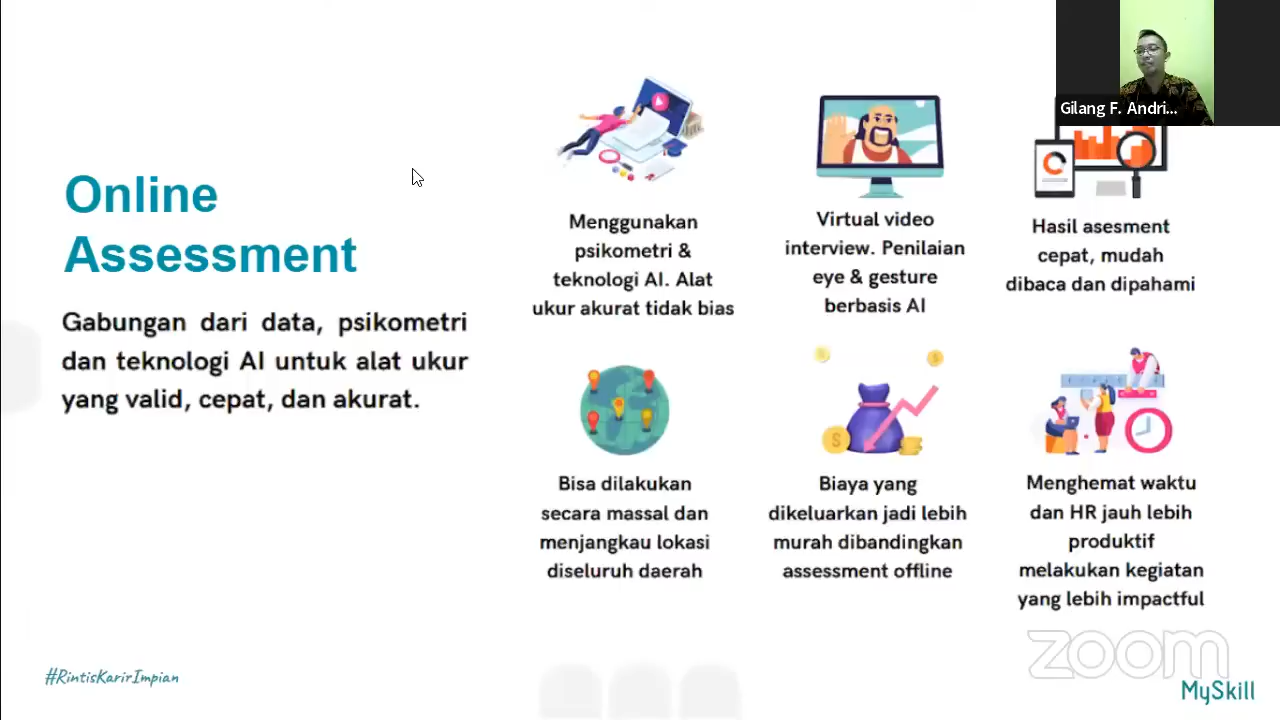 Gilang F. Andri...
Online
Assessment
Gabungan dari data, psikometri
dan teknologi AI untuk alat ukur
yang valid, cepat, dan akurat.
Menggunakan
psikometri &
teknologi AI. Alat
ukur akurat tidak bias
Virtual video
interview. Penilaian
eye & gesture
berbasis AI
Hasil asesment
cepat, mudah
dibaca dan dipahami
Bisa dilakukan
secara massal dan
menjangkau lokasi
diseluruh daerah
Biaya yang
dikeluarkan jadi lebih
murah dibandingkan
assessment offline
Menghemat waktu
dan HR jauh lebih
produktif
melakukan kegiatan
yang lebih impactful
#RintisKarirImpian
zoom
MySkill